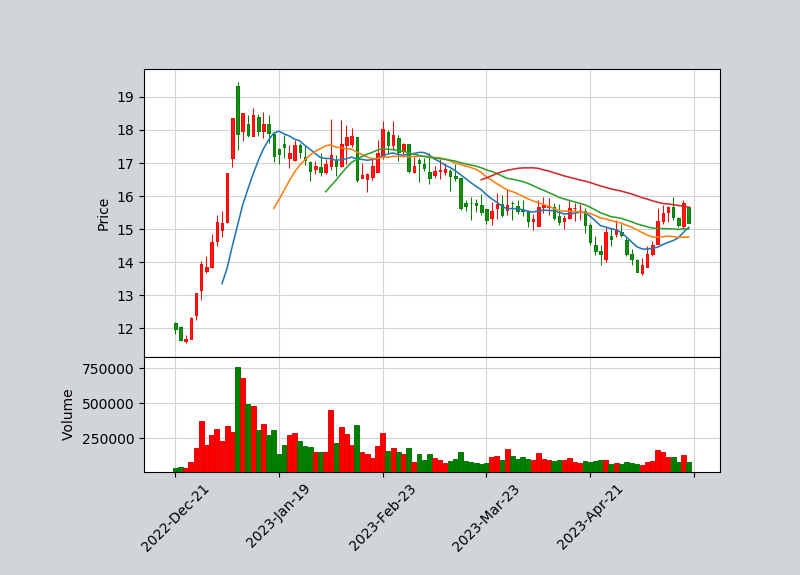 19
18
17
16
15
14
13
12
Price
750000
500000
250000
Volume
2022-Dec-21
2023-Jan-19
2023-Feb-23
2023-Mar-23
2023-Apr-21